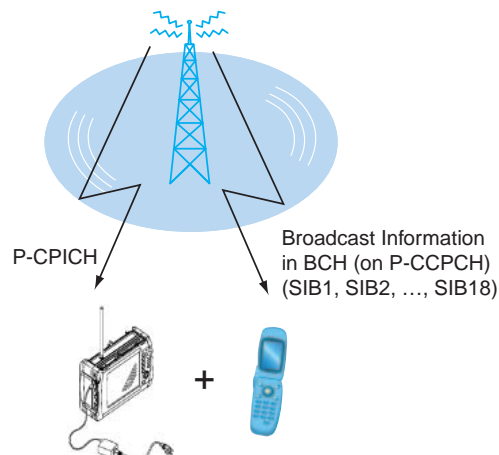 P-CPICH
Broadcast Information
in BCH (on P-CCPCH)
(SIB1, SIB2, …, SIB18)
+